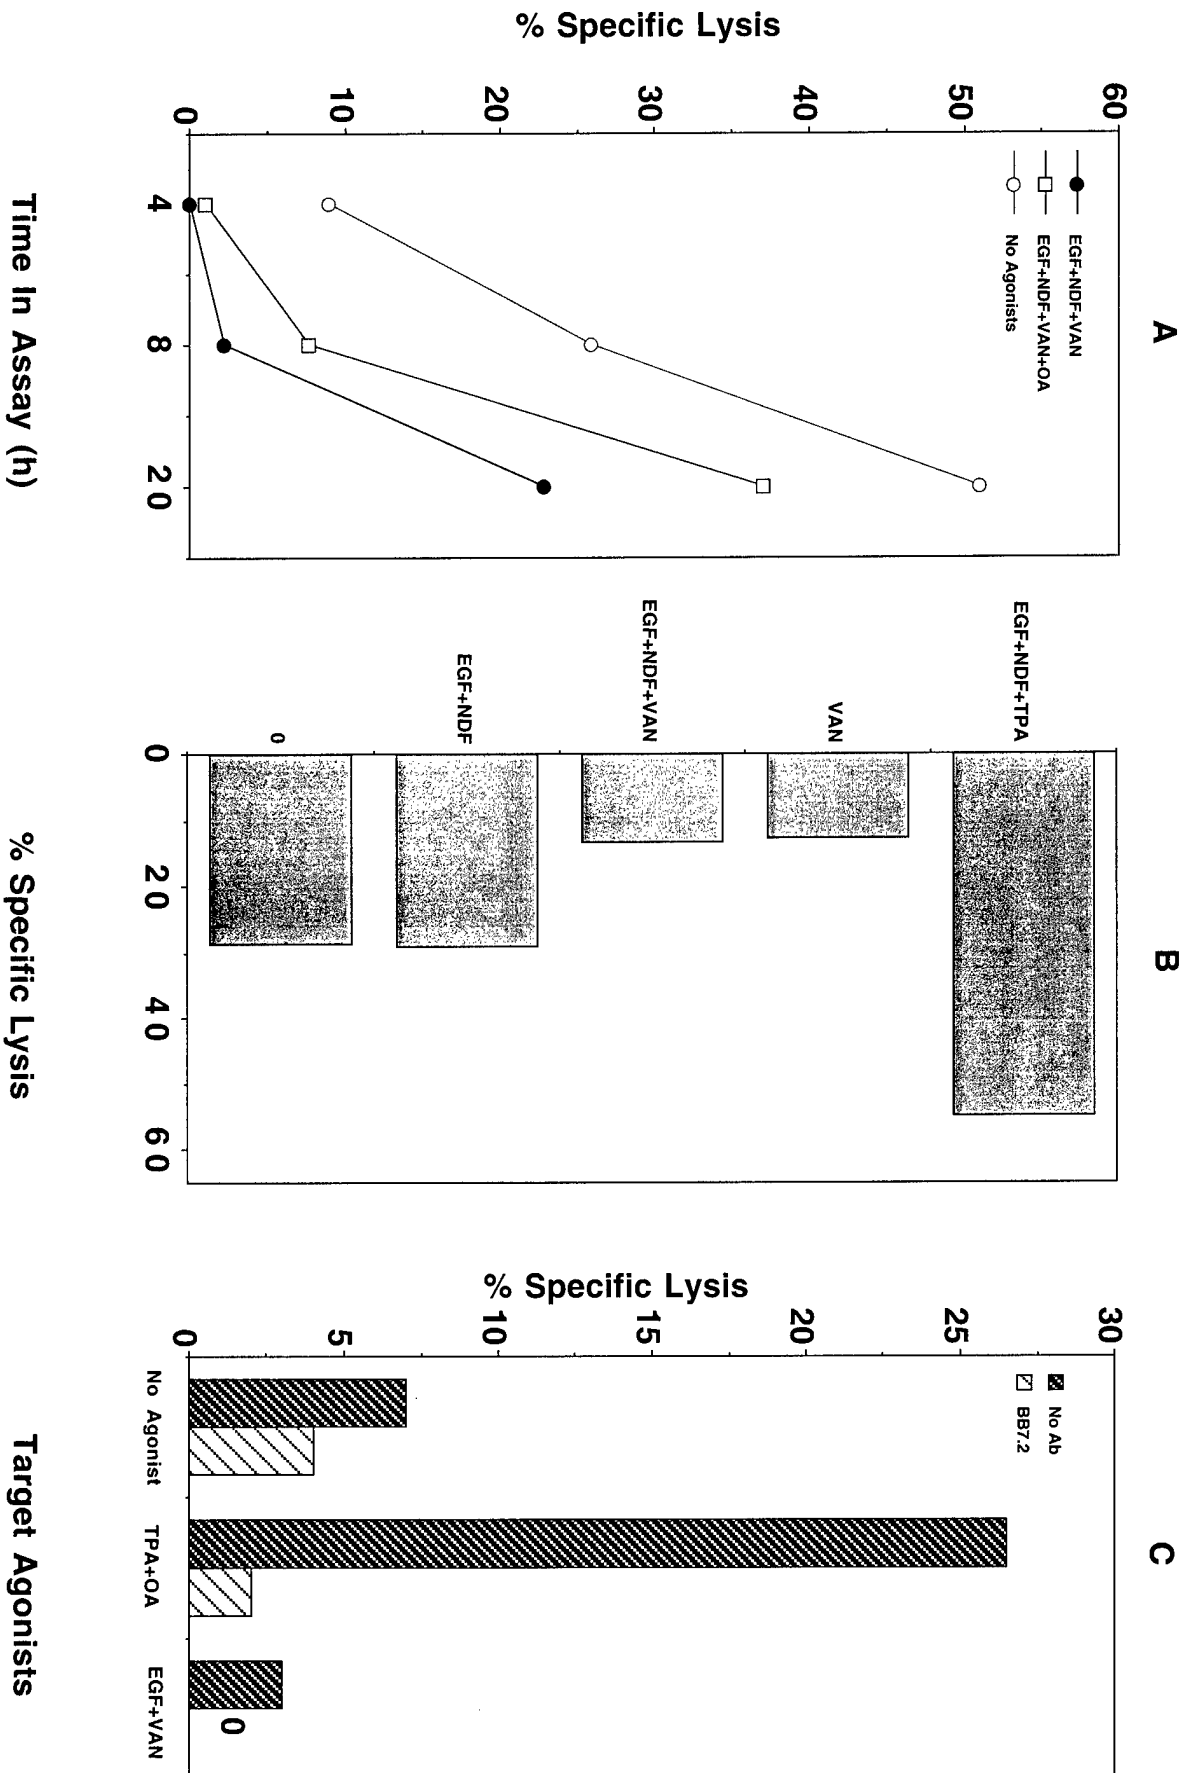 A
% Specific Lysis
60
50
40
30
20
10
0
EGF+NDF+VAN
EGF+NDF+VAN+OA
No Agonists
4
8
20
Time In Assay (h)
B
EGF+NDF+TPA
VAN
EGF+NDF+VAN
EGF+NDF
0
0
20
40
60
% Specific Lysis
C
% Specific Lysis
30
25
20
15
10
5
0
No Ab
BB7.2
0
No Agonist
TPA+OA
EGF+VAN
Target Agonists